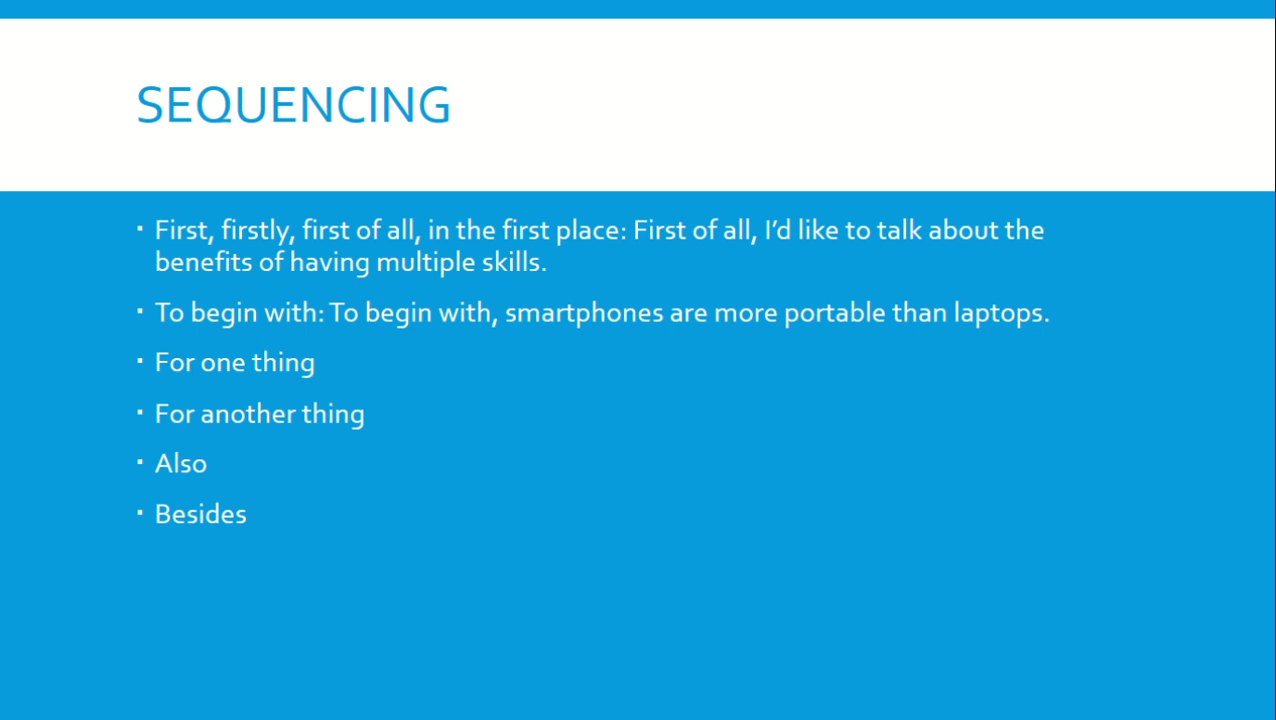 SEQUENCING
▪ First, firstly, first of all, in the first place: First of all, I’d like to talk about the
benefits of having multiple skills.
▪ To begin with: To begin with, smartphones are more portable than laptops.
▪ For one thing
▪ For another thing
▪ Also
▪ Besides